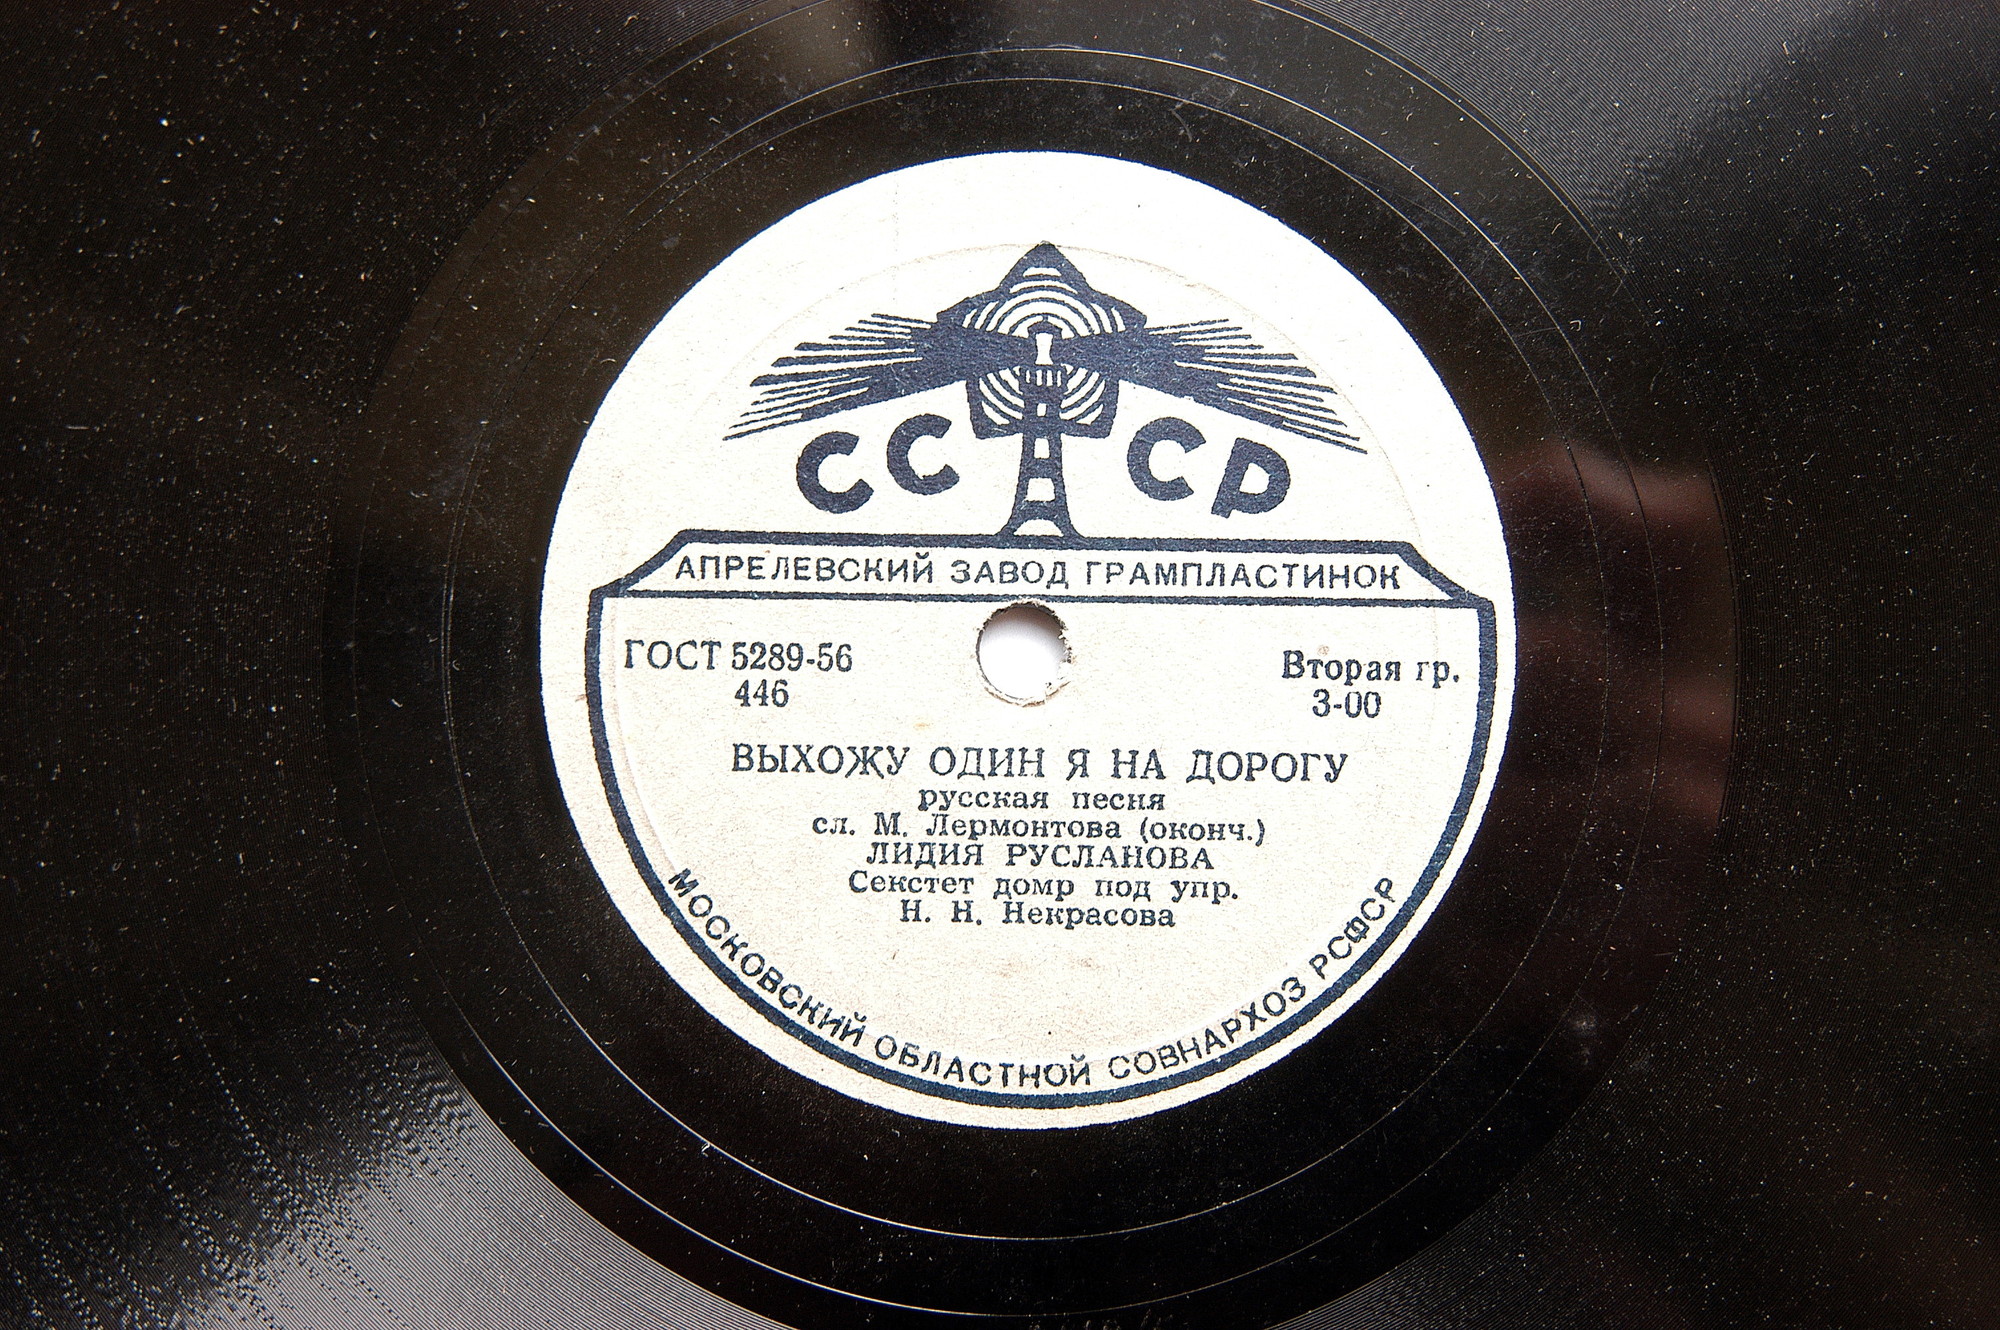 СССР
АПРЕЛЕВСКИЙ ЗАВОД ГРАМПЛАСТИНОК
ГОСТ 5289-56
446
Вторая гр.
3-00
ВЫХОЖУ ОДИН Я НА ДОРОГУ
русская песня
сл. М. Лермонтова (оконч.)
ЛИДИЯ РУСЛАНОВА
Секстет домр под упр.
Н. Н. Некрасова
МОСКОВСКИЙ ОБЛАСТНОЙ СОВНАРХОЗ РСФСР